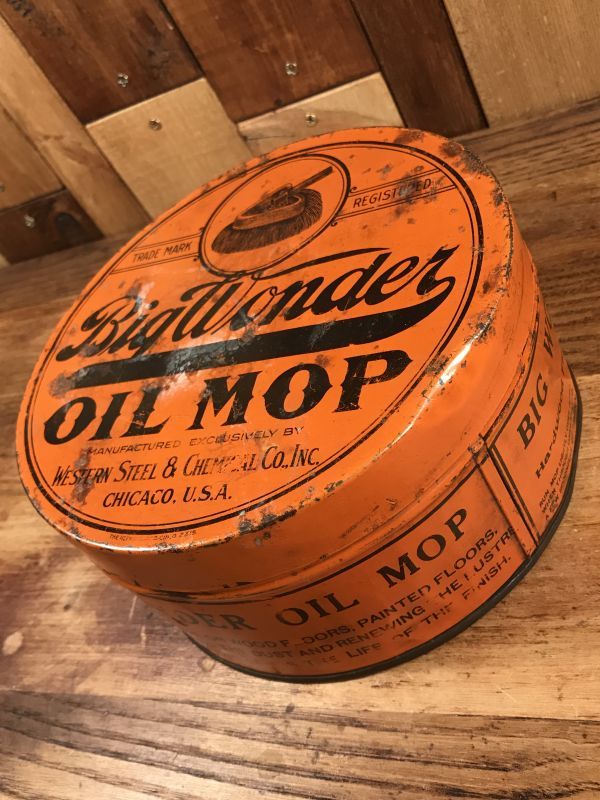 TRADE MARK
REGISTERED
Big Wonder
OIL MOP
MANUFACTURED EXCLUSIVELY BY
WESTERN STEEL & CHEMICAL CO., INC.
CHICACO, U.S.A.
DER OIL MOP
WOOD FLOORS, PAINTED FLOORS,
DUST AND RENEWING THE LUSTRE
THE LIFE OF THE FINISH.
BIG W